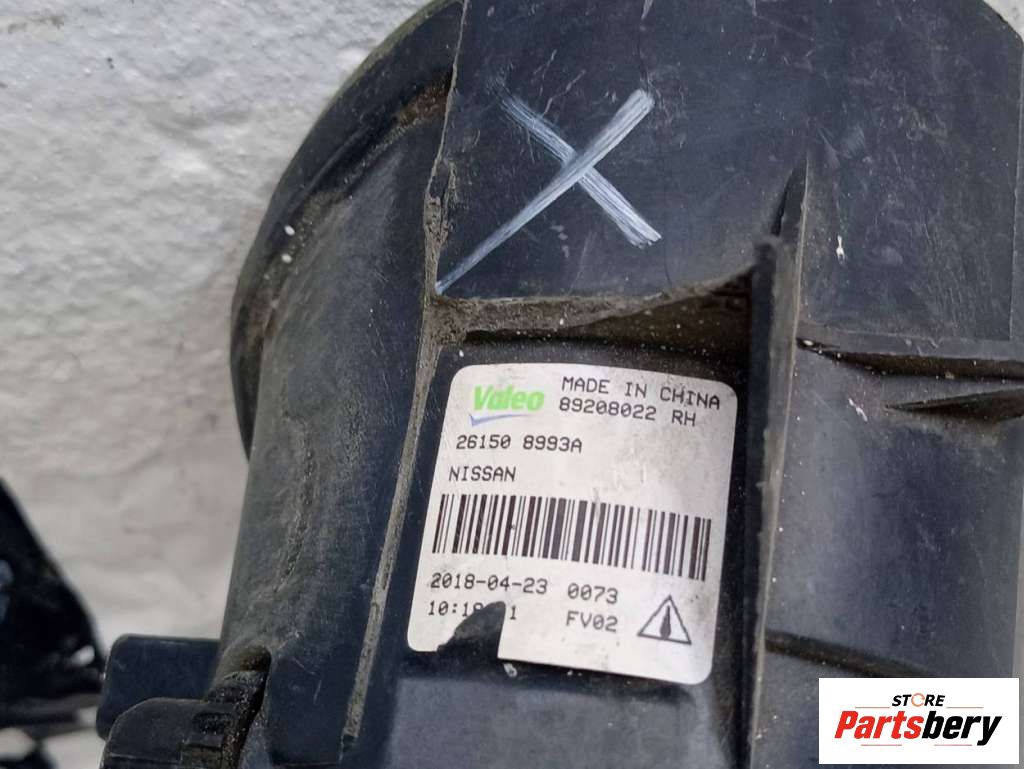 Valeo MADE IN CHINA
89208022 RH
26150 8993A
NISSAN
2018-04-23 0073
FV02
STORE
Partsbery